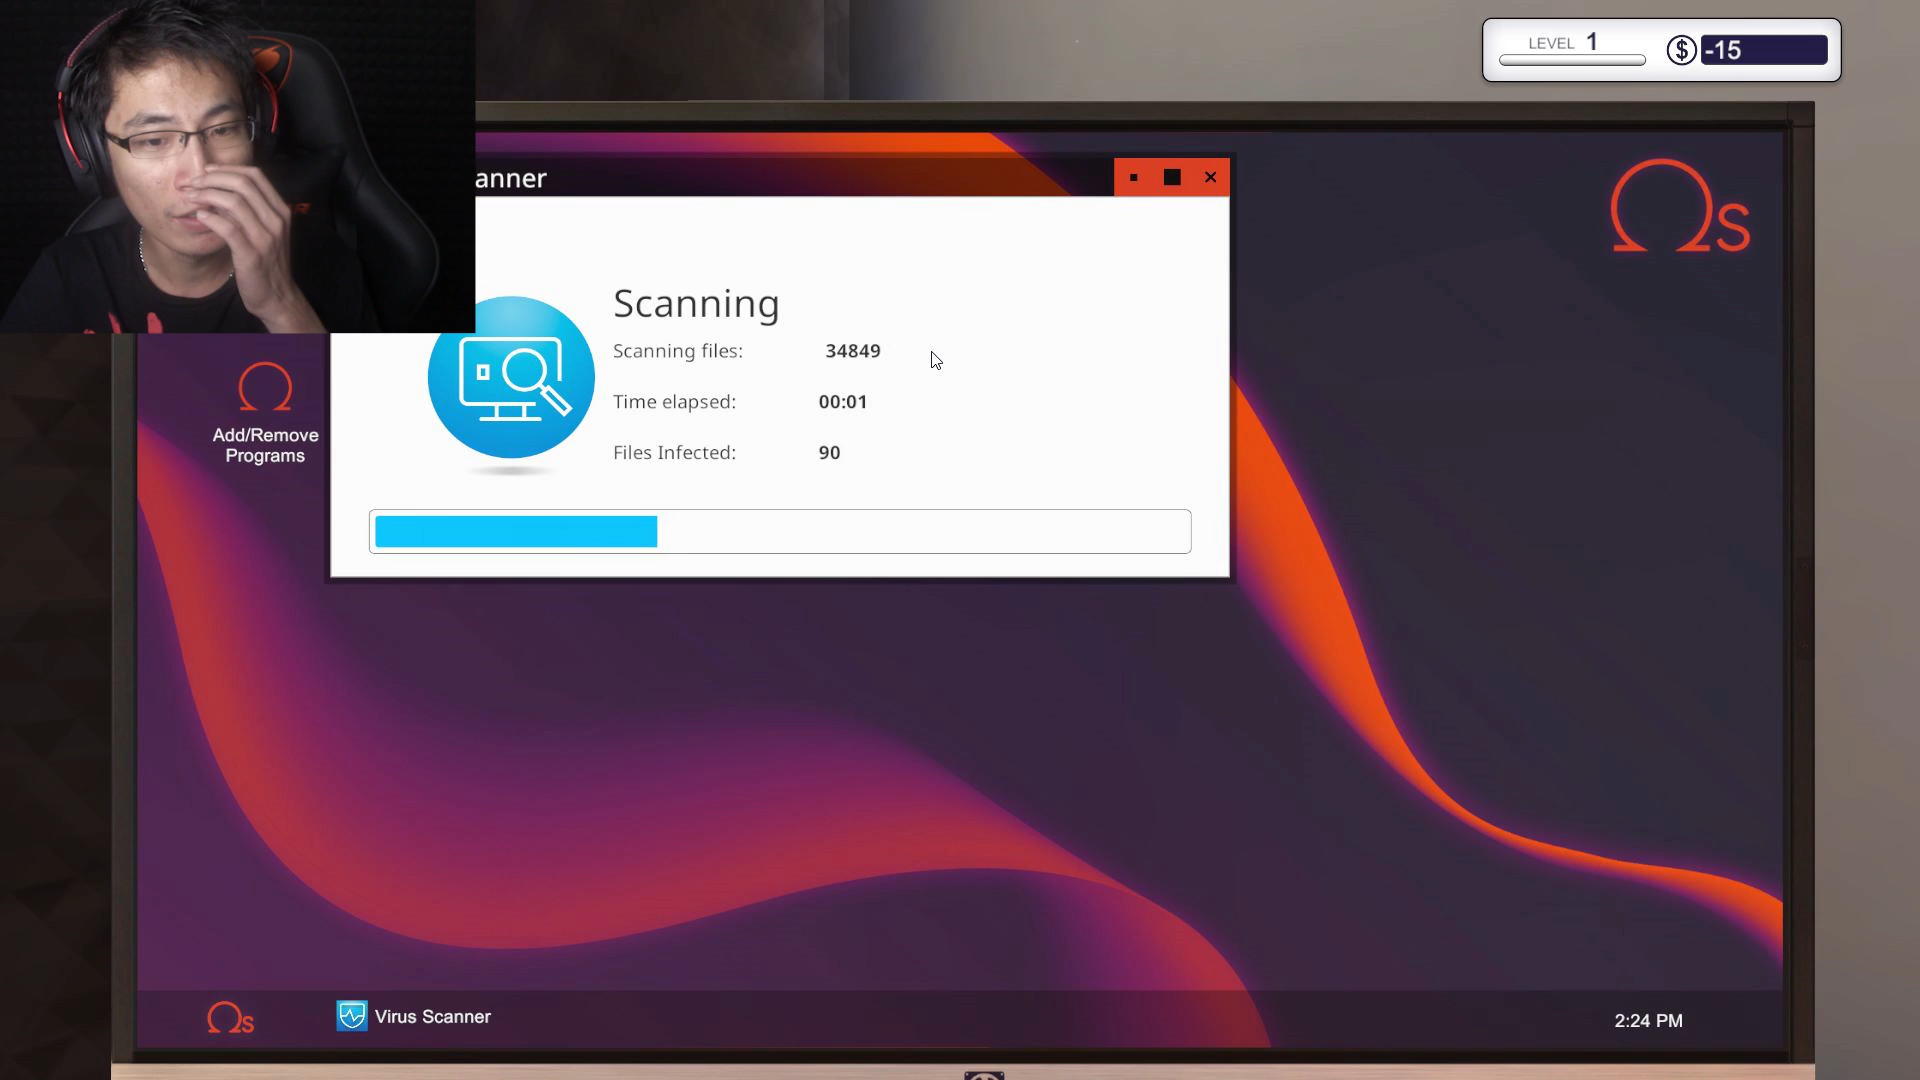 LEVEL 1
$ -15
anner
Ωs
Scanning
Scanning files: 34849
Time elapsed: 00:01
Files Infected: 90
Add/Remove
Programs
Ωs
Virus Scanner
2:24 PM